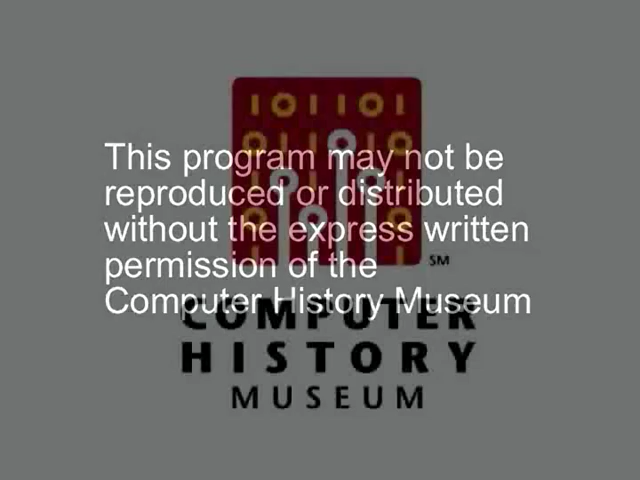 101101
This program may not be
reproduced or distributed
without the express written
permission of the
SM
Computer History Museum
COMPUTER
HISTORY
MUSEUM